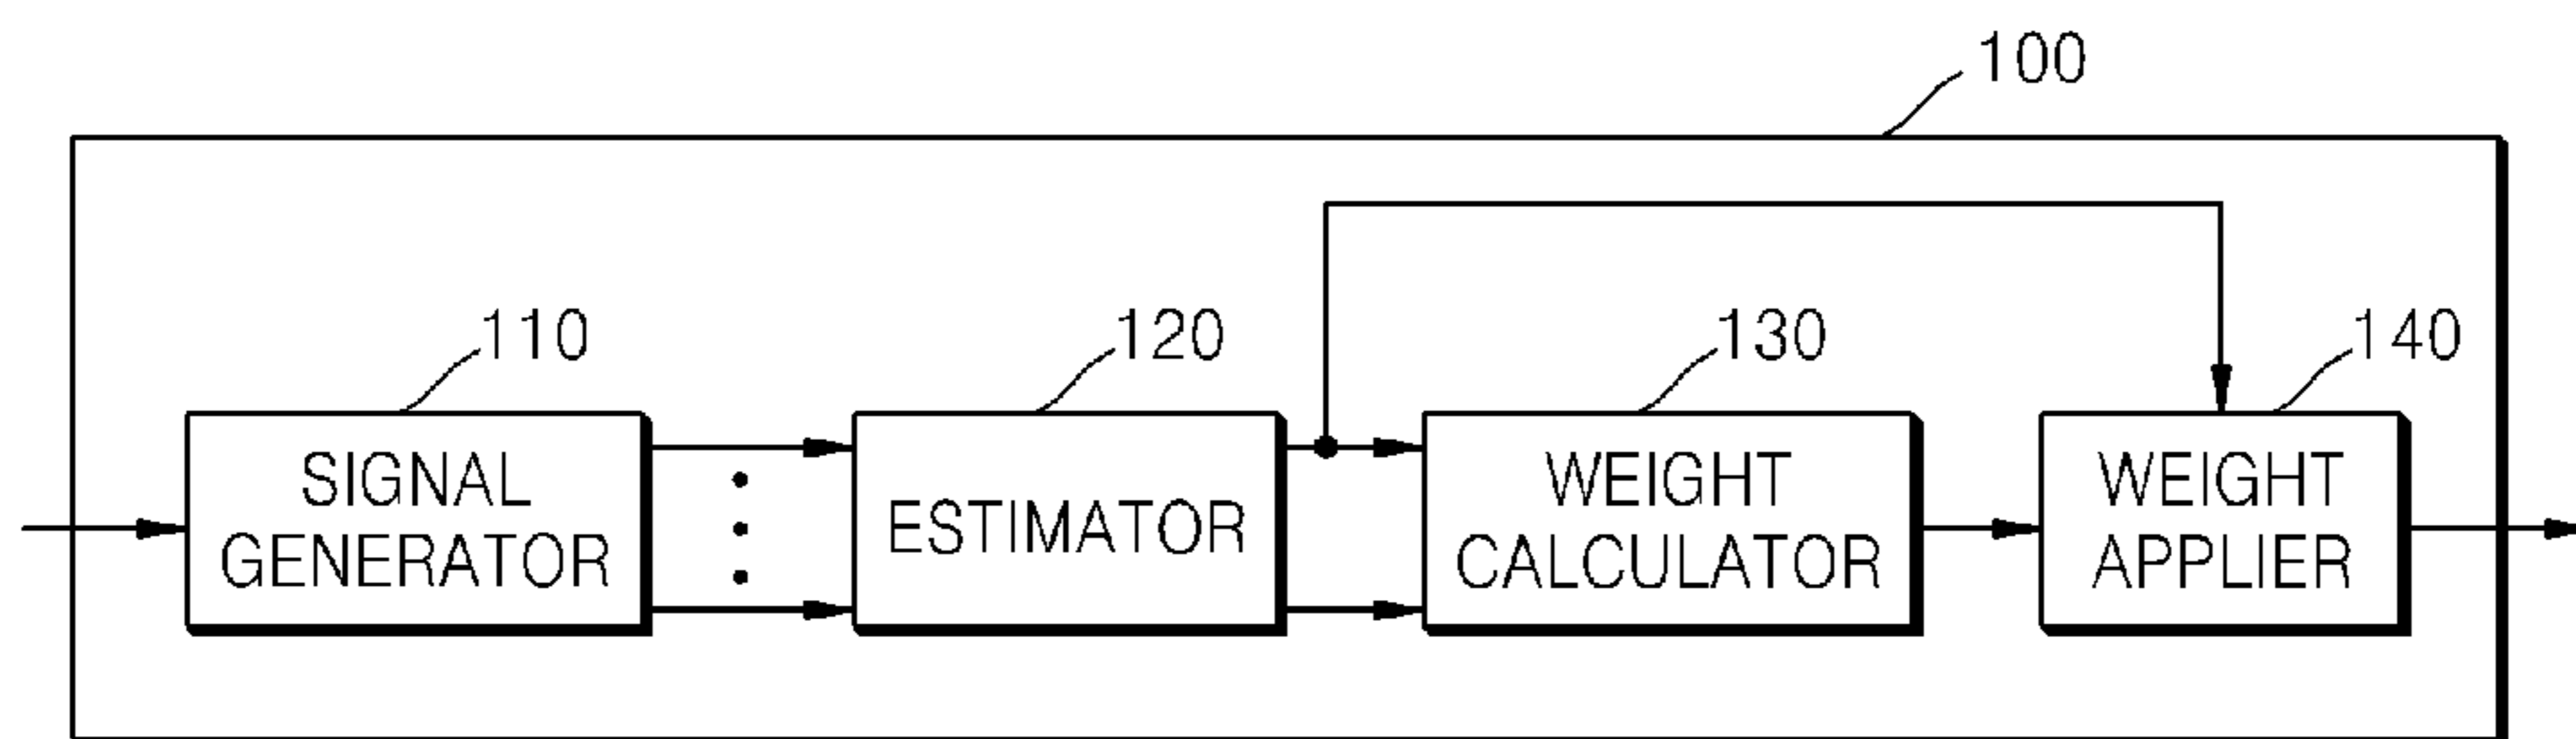 100
110
120
130
140
SIGNAL
GENERATOR
ESTIMATOR
WEIGHT
CALCULATOR
WEIGHT
APPLIER